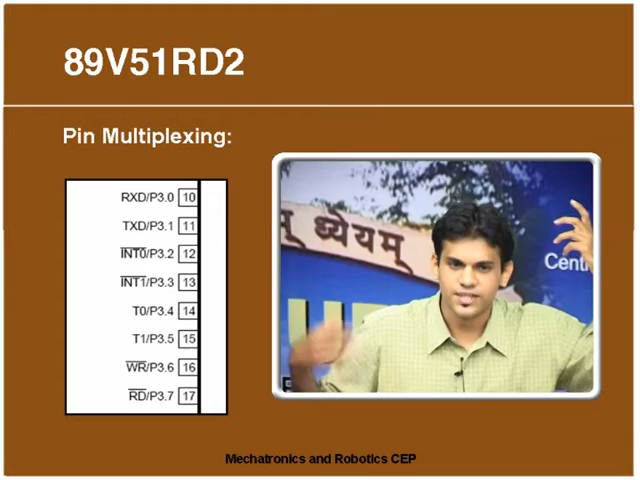 89V51RD2
Pin Multiplexing:
RXD/P3.0 10
TXD/P3.1 11
INT0/P3.2 12
INT1/P3.3 13
T0/P3.4 14
T1/P3.5 15
WR/P3.6 16
RD/P3.7 17
ध्येयम्
Mechatronics and Robotics CEP